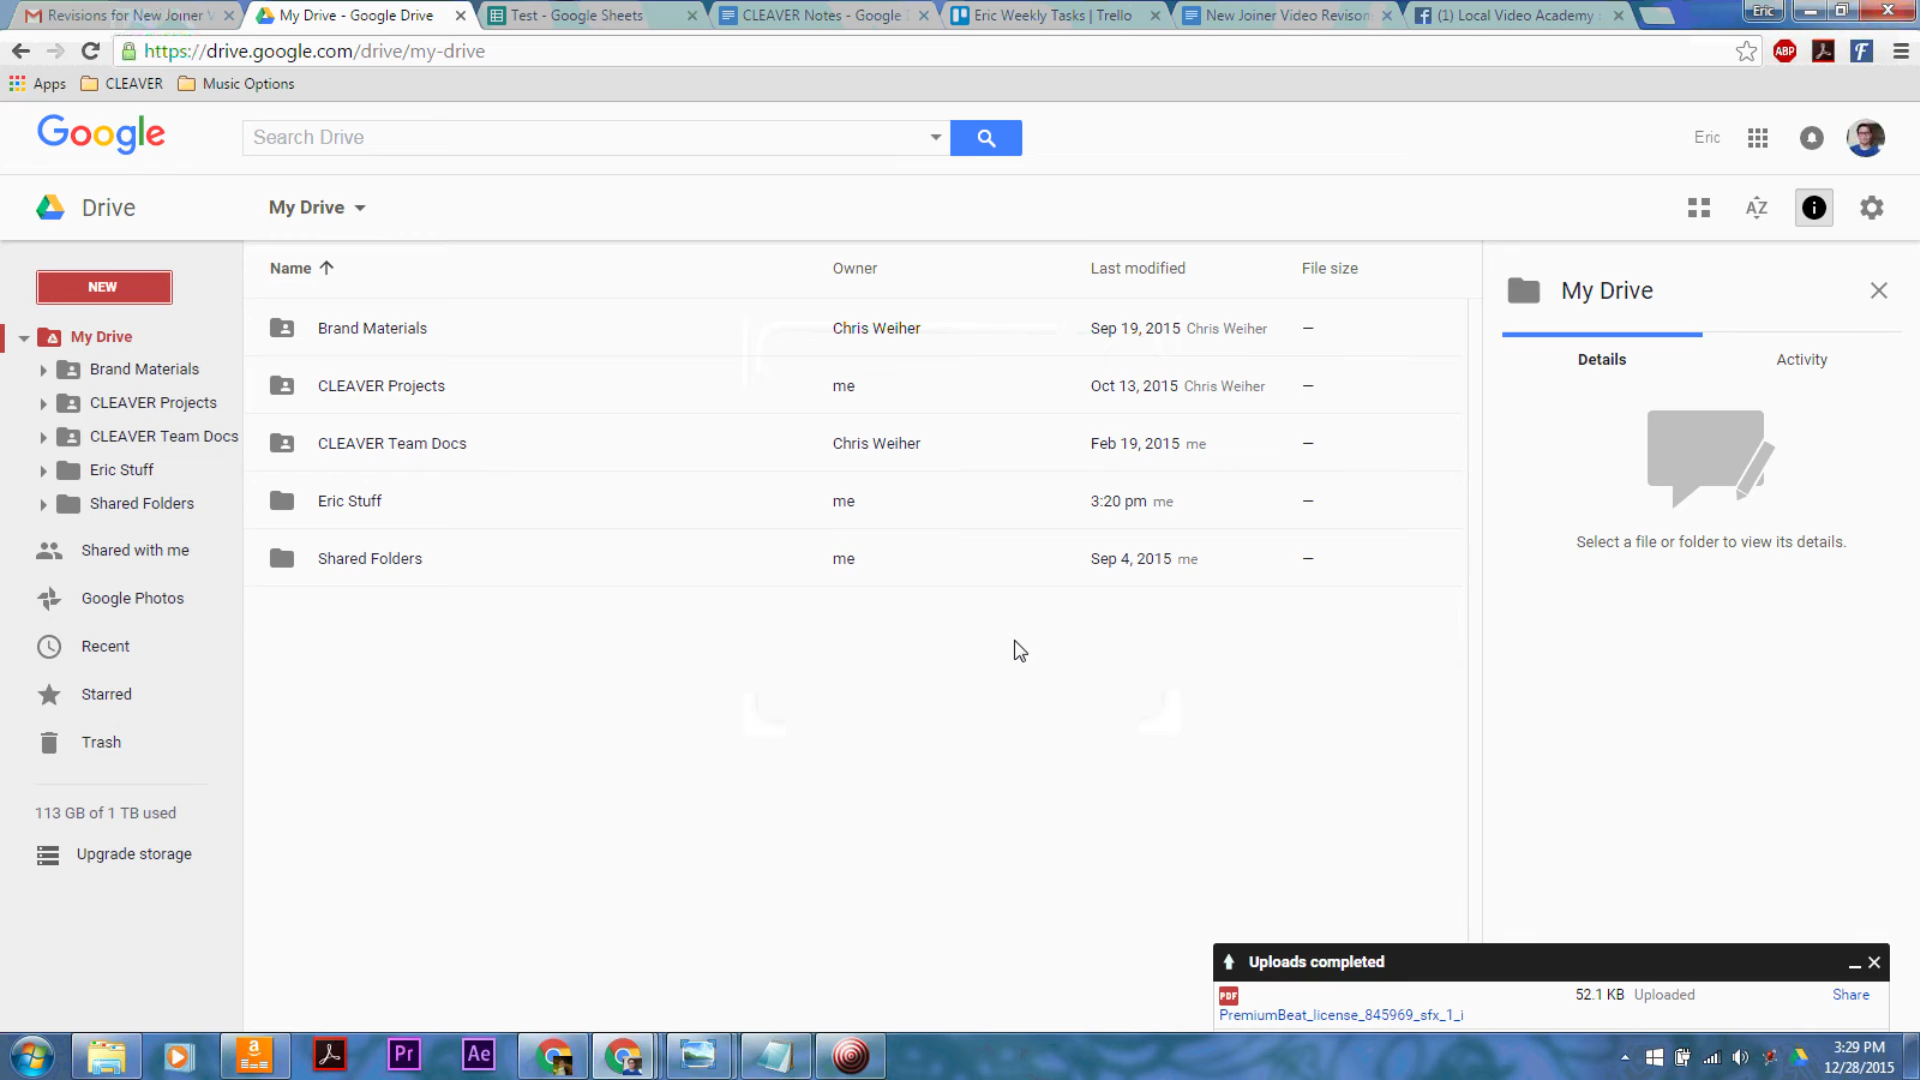 Revisions for New Joiner V
My Drive - Google Drive
Test - Google Sheets
CLEAVER Notes - Google
Eric Weekly Tasks | Trello
New Joiner Video Revison
(1) Local Video Academy
Eric
https://drive.google.com/drive/my-drive
ABP
Apps
CLEAVER
Music Options
Google
Search Drive
Eric
Drive
My Drive
AZ
Name
Owner
Last modified
File size
NEW
My Drive
Brand Materials
CLEAVER Projects
CLEAVER Team Docs
Eric Stuff
Shared Folders
Shared with me
Google Photos
Recent
Starred
Trash
113 GB of 1 TB used
Upgrade storage
Brand Materials Chris Weiher Sep 19, 2015 Chris Weiher –
CLEAVER Projects me Oct 13, 2015 Chris Weiher –
CLEAVER Team Docs Chris Weiher Feb 19, 2015 me –
Eric Stuff me 3:20 pm me –
Shared Folders me Sep 4, 2015 me –
My Drive
Details Activity
Select a file or folder to view its details.
Uploads completed
PDF
52.1 KB Uploaded Share
PremiumBeat_license_845969_sfx_1_i
a
Pr
Ae
3:29 PM
12/28/2015